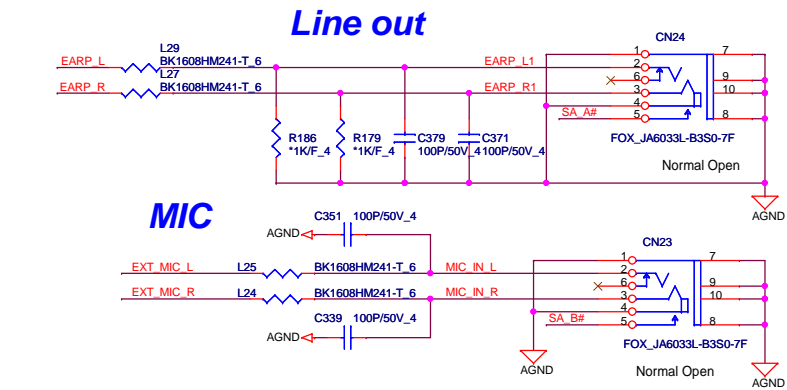 Line out
CN24
L29
EARP_L
BK1608HM241-T_6
EARP_L1
L27
EARP_R
BK1608HM241-T_6
EARP_R1
1
2
6
3
4
5
7
9
10
8
SA_A#
R186
*1K/F_4
R179
*1K/F_4
C379
100P/50V_4
C371
100P/50V_4
FOX_JA6033L-B3S0-7F
Normal Open
AGND
MIC
C351 100P/50V_4
AGND
CN23
EXT_MIC_L
L25
BK1608HM241-T_6
MIC_IN_L
EXT_MIC_R
L24
BK1608HM241-T_6
MIC_IN_R
1
2
6
3
4
5
7
9
10
8
SA_B#
C339 100P/50V_4
AGND
FOX_JA6033L-B3S0-7F
AGND
Normal Open
AGND